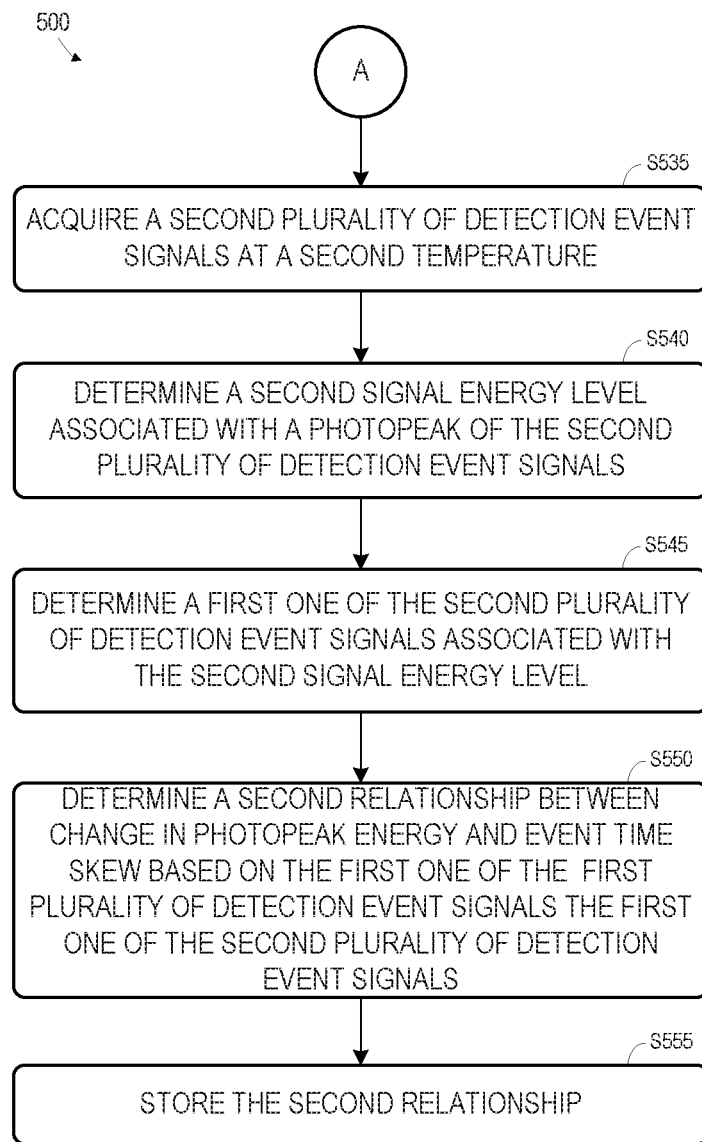 500
A
S535
ACQUIRE A SECOND PLURALITY OF DETECTION EVENT
SIGNALS AT A SECOND TEMPERATURE
S540
DETERMINE A SECOND SIGNAL ENERGY LEVEL
ASSOCIATED WITH A PHOTOPEAK OF THE SECOND
PLURALITY OF DETECTION EVENT SIGNALS
S545
DETERMINE A FIRST ONE OF THE SECOND PLURALITY
OF DETECTION EVENT SIGNALS ASSOCIATED WITH
THE SECOND SIGNAL ENERGY LEVEL
S550
DETERMINE A SECOND RELATIONSHIP BETWEEN
CHANGE IN PHOTOPEAK ENERGY AND EVENT TIME
SKEW BASED ON THE FIRST ONE OF THE FIRST
PLURALITY OF DETECTION EVENT SIGNALS THE FIRST
ONE OF THE SECOND PLURALITY OF DETECTION
EVENT SIGNALS
S555
STORE THE SECOND RELATIONSHIP